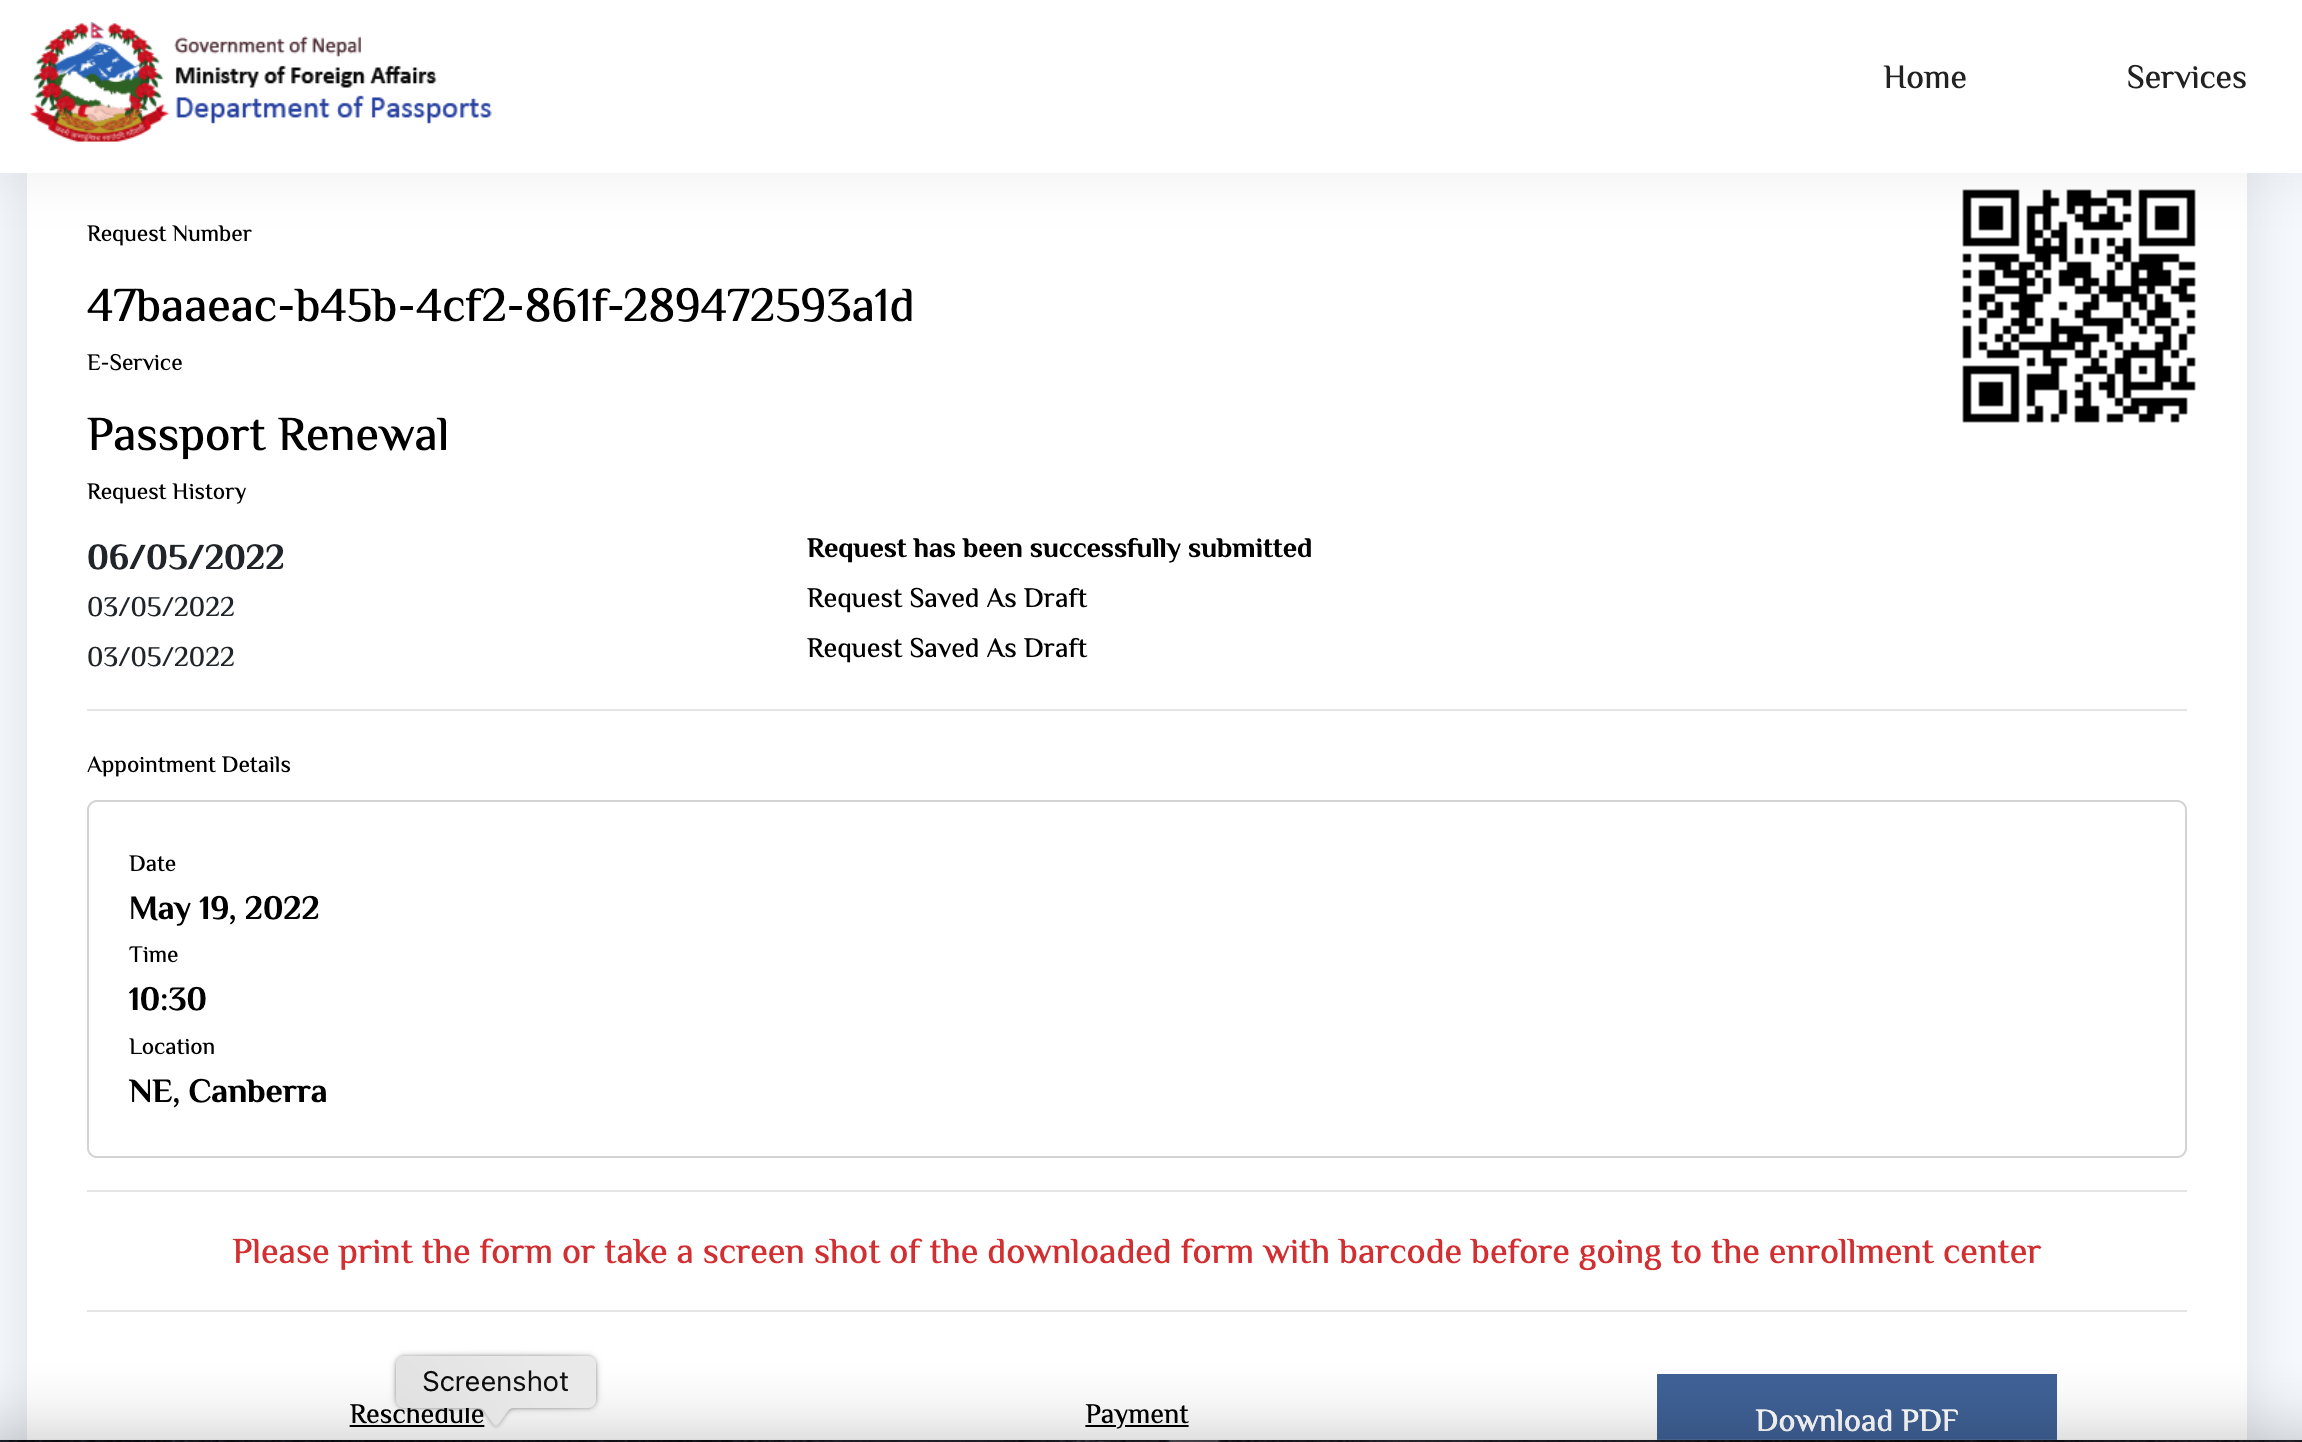 Government of Nepal
Ministry of Foreign Affairs
Department of Passports
Home
Services
Request Number
47baaeac-b45b-4cf2-861f-289472593a1d
E-Service
Passport Renewal
Request History
06/05/2022 Request has been successfully submitted
03/05/2022 Request Saved As Draft
03/05/2022 Request Saved As Draft
Appointment Details
Date
May 19, 2022
Time
10:30
Location
NE, Canberra
Please print the form or take a screen shot of the downloaded form with barcode before going to the enrollment center
Screenshot
Reschedule
Payment
Download PDF